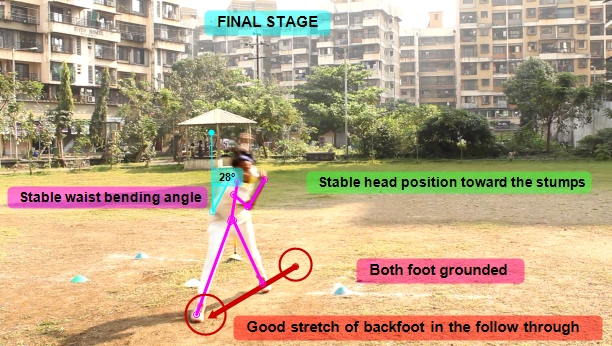 FINAL STAGE
28°
Stable waist bending angle
Stable head position toward the stumps
Both foot grounded
Good stretch of backfoot in the follow through